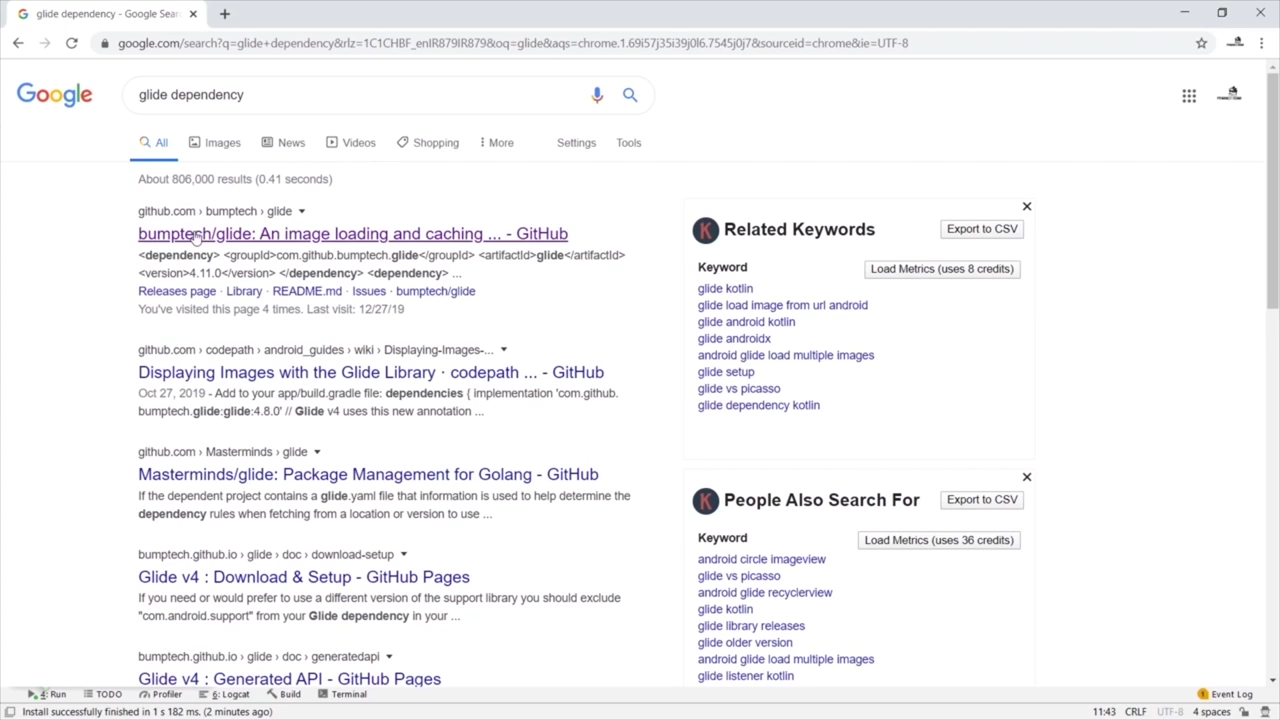 glide dependency - Google Sear
google.com/search?q=glide+dependency&rlz=1C1CHBF_enIR879IR879&oq=glide&aqs=chrome.1.69i57j35i39j0l6.7545j0j7&sourceid=chrome&ie=UTF-8
Google
glide dependency
All Images News Videos Shopping More Settings Tools
About 806,000 results (0.41 seconds)
github.com › bumptech › glide
bumptech/glide: An image loading and caching ... - GitHub
<dependency> <groupId>com.github.bumptech.glide</groupId> <artifactId>glide</artifactId>
<version>4.11.0</version> </dependency> <dependency> ...
Releases page · Library · README.md · Issues · bumptech/glide
You've visited this page 4 times. Last visit: 12/27/19
github.com › codepath › android_guides › wiki › Displaying-Images-...
Displaying Images with the Glide Library · codepath ... - GitHub
Oct 27, 2019 - Add to your app/build.gradle file: dependencies { implementation 'com.github.
bumptech.glide:glide:4.8.0' // Glide v4 uses this new annotation ...
github.com › Masterminds › glide
Masterminds/glide: Package Management for Golang - GitHub
If the dependent project contains a glide.yaml file that information is used to help determine the
dependency rules when fetching from a location or version to use ...
bumptech.github.io › glide › doc › download-setup
Glide v4 : Download & Setup - GitHub Pages
If you need or would prefer to use a different version of the support library you should exclude
"com.android.support" from your Glide dependency in your ...
bumptech.github.io › glide › doc › generatedapi
Glide v4 : Generated API - GitHub Pages
K Related Keywords Export to CSV
Keyword Load Metrics (uses 8 credits)
glide kotlin
glide load image from url android
glide android kotlin
glide androidx
android glide load multiple images
glide setup
glide vs picasso
glide dependency kotlin
K People Also Search For Export to CSV
Keyword Load Metrics (uses 36 credits)
android circle imageview
glide vs picasso
android glide recyclerview
glide kotlin
glide library releases
glide older version
android glide load multiple images
glide listener kotlin
4: Run TODO Profiler 6: Logcat Build Terminal 1 Event Log
Install successfully finished in 1 s 182 ms. (2 minutes ago) 11:43 CRLF UTF-8 4 spaces